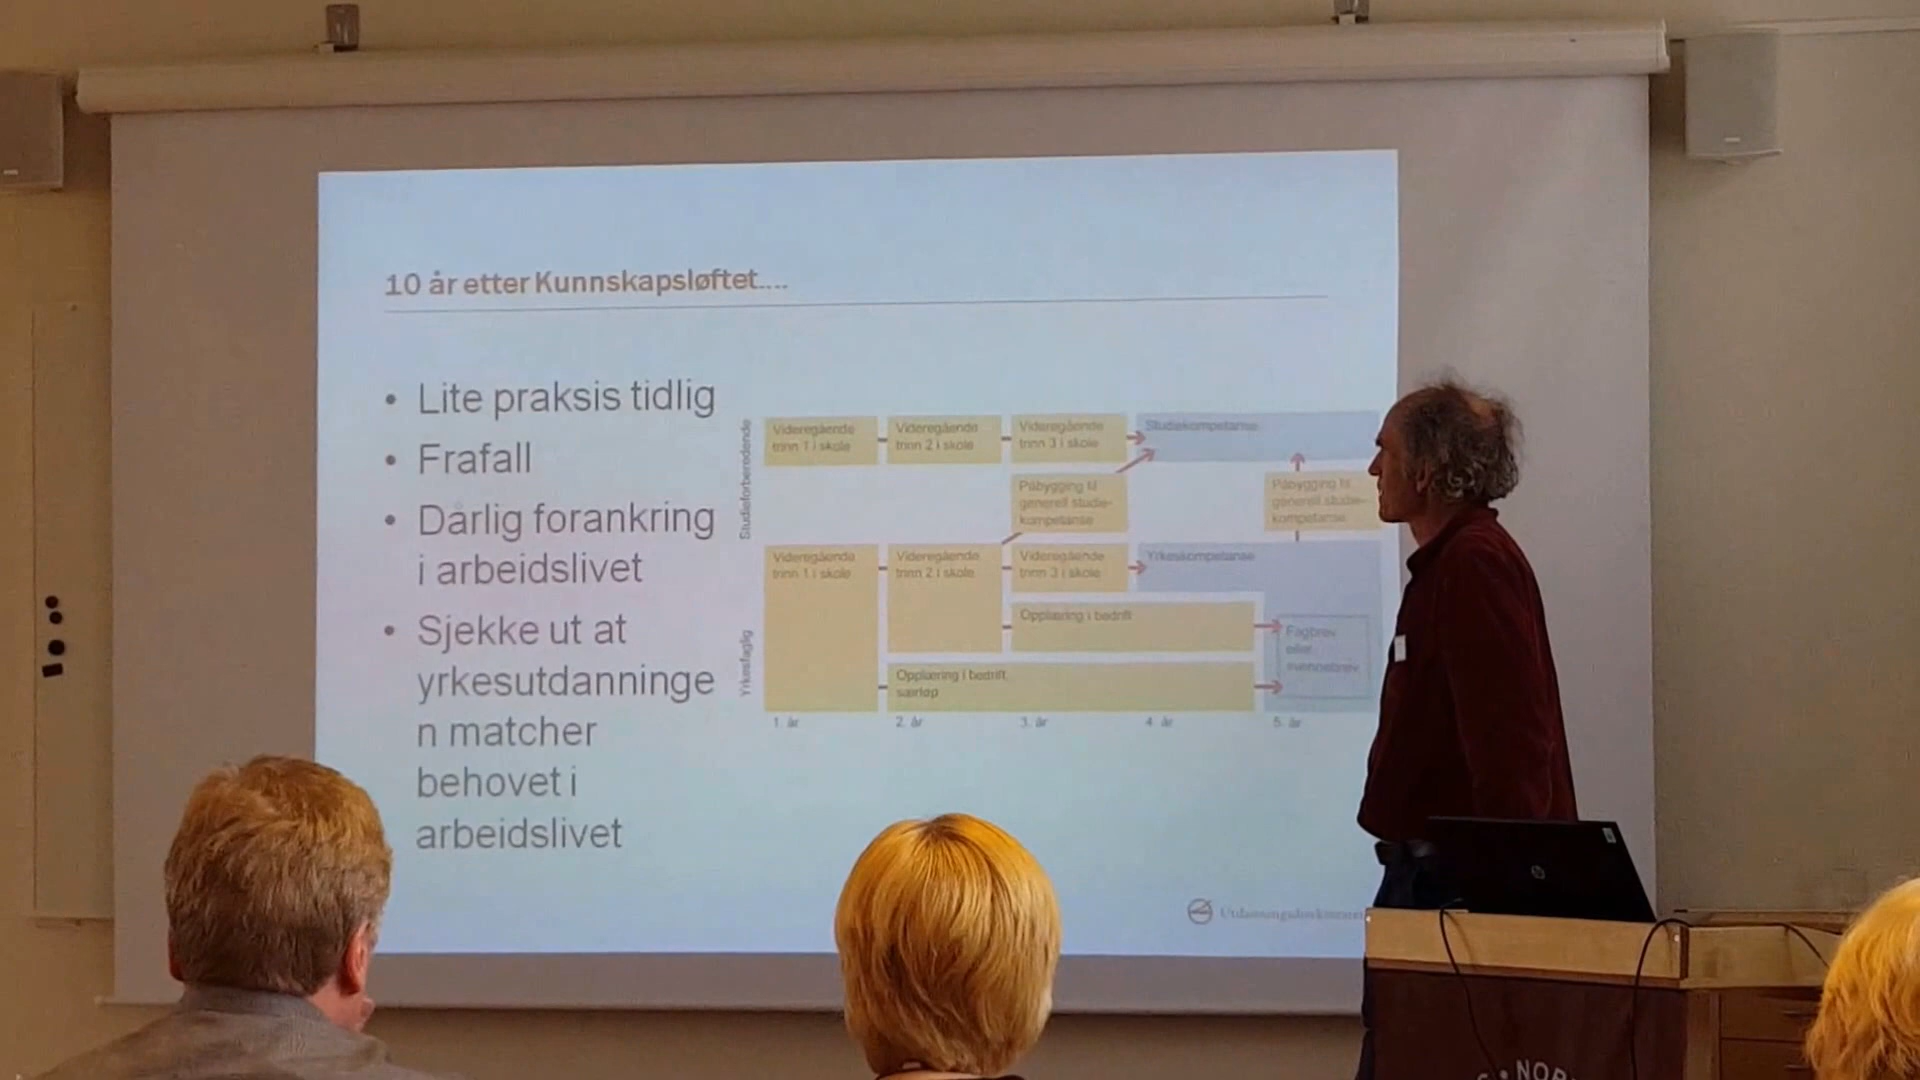 10 år etter Kunnskapsløftet....
• Lite praksis tidlig
• Frafall
• Dårlig forankring
i arbeidslivet
• Sjekke ut at
yrkesutdanninge
n matcher
behovet i
arbeidslivet
Studieforberedende
Videregående
trinn 1 i skole
Videregående
trinn 2 i skole
Videregående
trinn 3 i skole
Studiekompetanse
Påbygging til
generell studie-
kompetanse
Påbygging til
generell studie-
kompetanse
Yrkesfaglig
Videregående
trinn 1 i skole
Videregående
trinn 2 i skole
Videregående
trinn 3 i skole
Yrkeskompetanse
Opplæring i bedrift
Fagbrev
eller
svennebrev
Opplæring i bedrift,
særløp
1. år
2. år
3. år
4. år
5. år
Utdanningsdirektoratet
hp